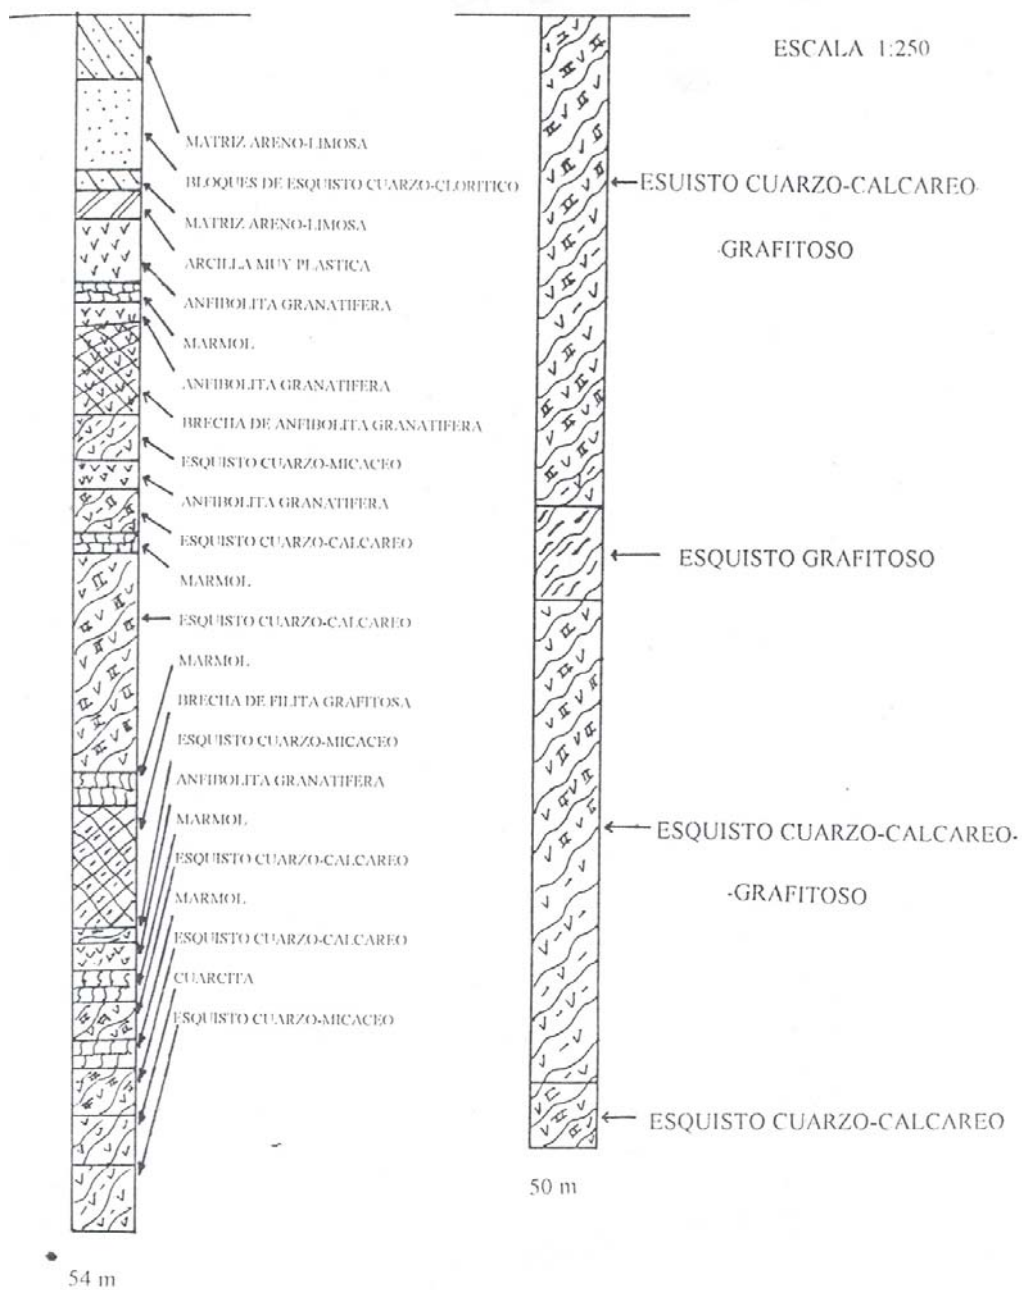 ESCALA 1:250
MATRIZ ARENO-LIMOSA
BLOQUES DE ESQUISTO CUARZO-CLORITICO
MATRIZ ARENO-LIMOSA
ARCILLA MUY PLASTICA
ANFIBOLITA GRANATIFERA
MARMOL
ANFIBOLITA GRANATIFERA
BRECHA DE ANFIBOLITA GRANATIFERA
ESQUISTO CUARZO-MICACEO
ANFIBOLITA GRANATIFERA
ESQUISTO CUARZO-CALCAREO
MARMOL
ESQUISTO CUARZO-CALCAREO
MARMOL
BRECHA DE FILITA GRAFITOSA
ESQUISTO CUARZO-MICACEO
ANFIBOLITA GRANATIFERA
MARMOL
ESQUISTO CUARZO-CALCAREO
MARMOL
ESQUISTO CUARZO-CALCAREO
CUARCITA
ESQUISTO CUARZO-MICACEO
54 m
ESUISTO CUARZO-CALCAREO-
-GRAFITOSO
ESQUISTO GRAFITOSO
ESQUISTO CUARZO-CALCAREO-
-GRAFITOSO
ESQUISTO CUARZO-CALCAREO
50 m